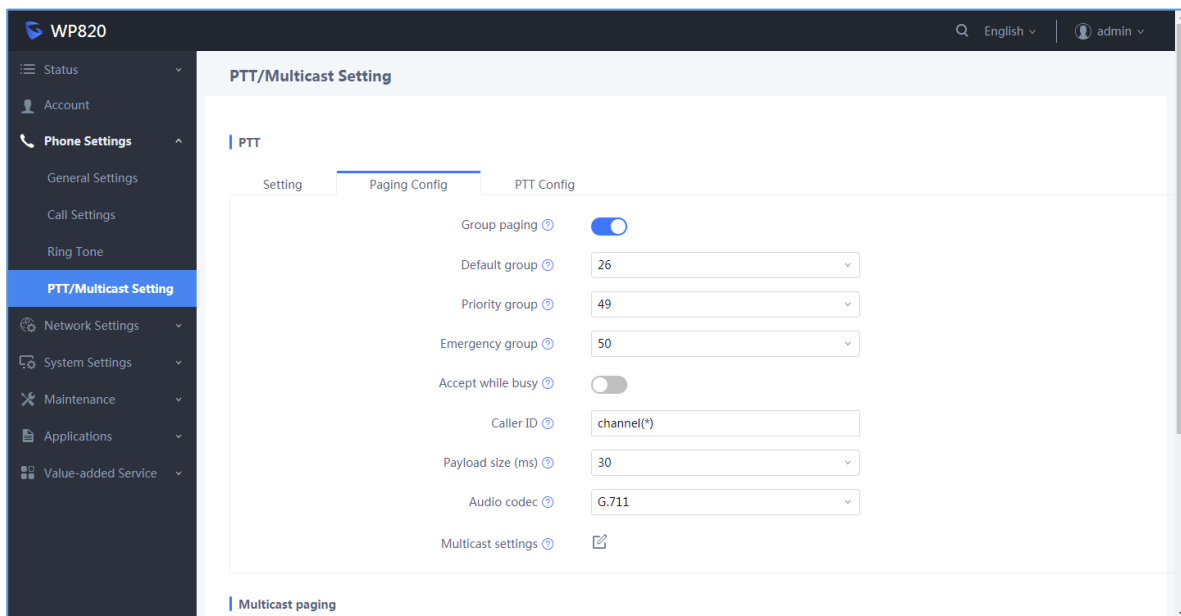 WP820
English
admin
Status
Account
Phone Settings
General Settings
Call Settings
Ring Tone
PTT/Multicast Setting
Network Settings
System Settings
Maintenance
Applications
Value-added Service
PTT/Multicast Setting
PTT
Setting Paging Config PTT Config
Group paging ?
Default group ? 26
Priority group ? 49
Emergency group ? 50
Accept while busy ?
Caller ID ? channel(*)
Payload size (ms) ? 30
Audio codec ? G.711
Multicast settings ?
Multicast paging